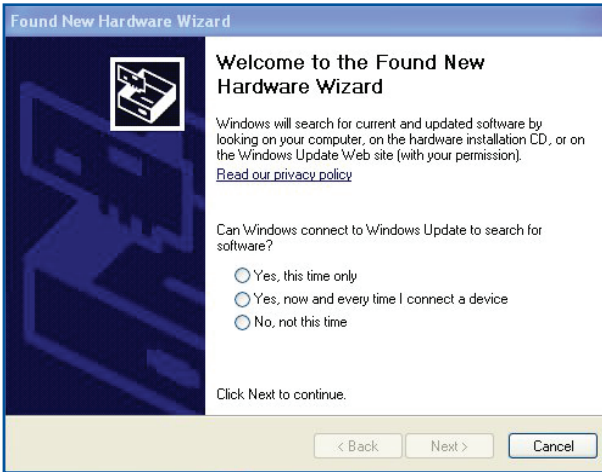 Found New Hardware Wizard
Welcome to the Found New
Hardware Wizard
Windows will search for current and updated software by
looking on your computer, on the hardware installation CD, or on
the Windows Update Web site (with your permission).
Read our privacy policy
Can Windows connect to Windows Update to search for
software?
Yes, this time only
Yes, now and every time I connect a device
No, not this time
Click Next to continue.
< Back Next > Cancel